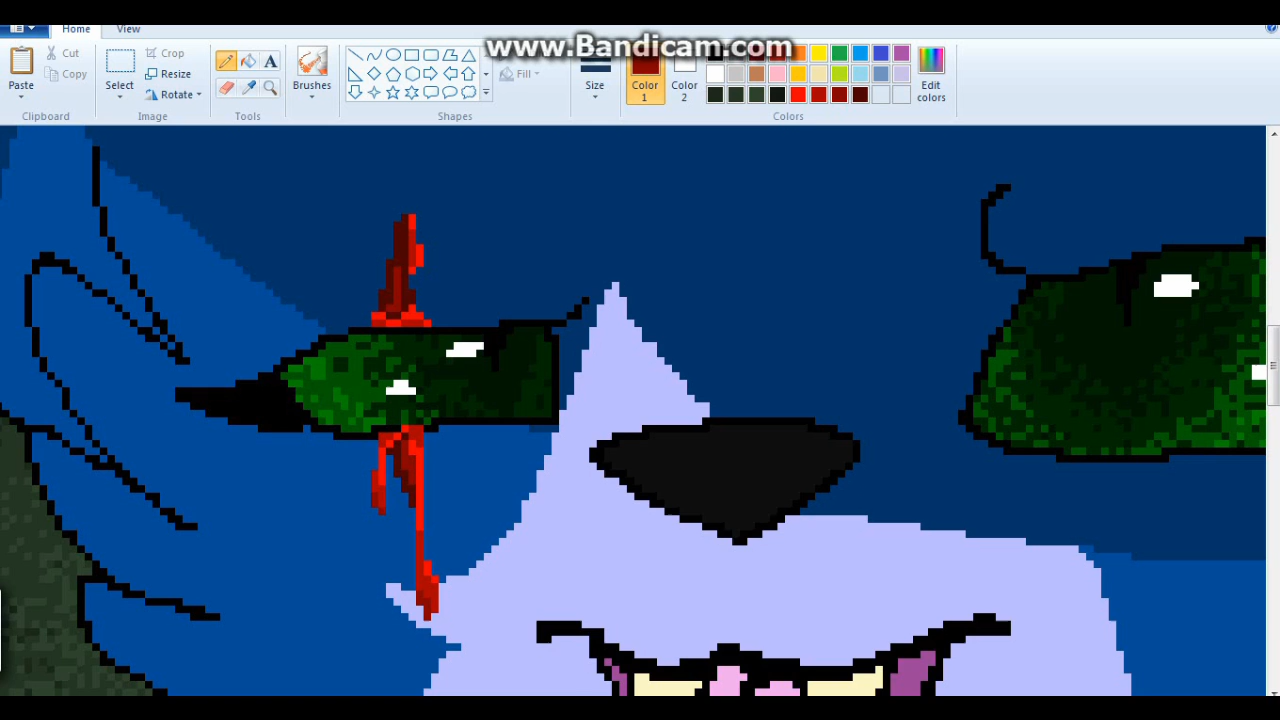 www.Bandicam.com
Home View
Paste
Cut
Copy
Clipboard
Select
Crop
Resize
Rotate
Image
A
Tools
Brushes
Shapes
Fill
Size
Color 1
Color 2
Edit colors
Colors